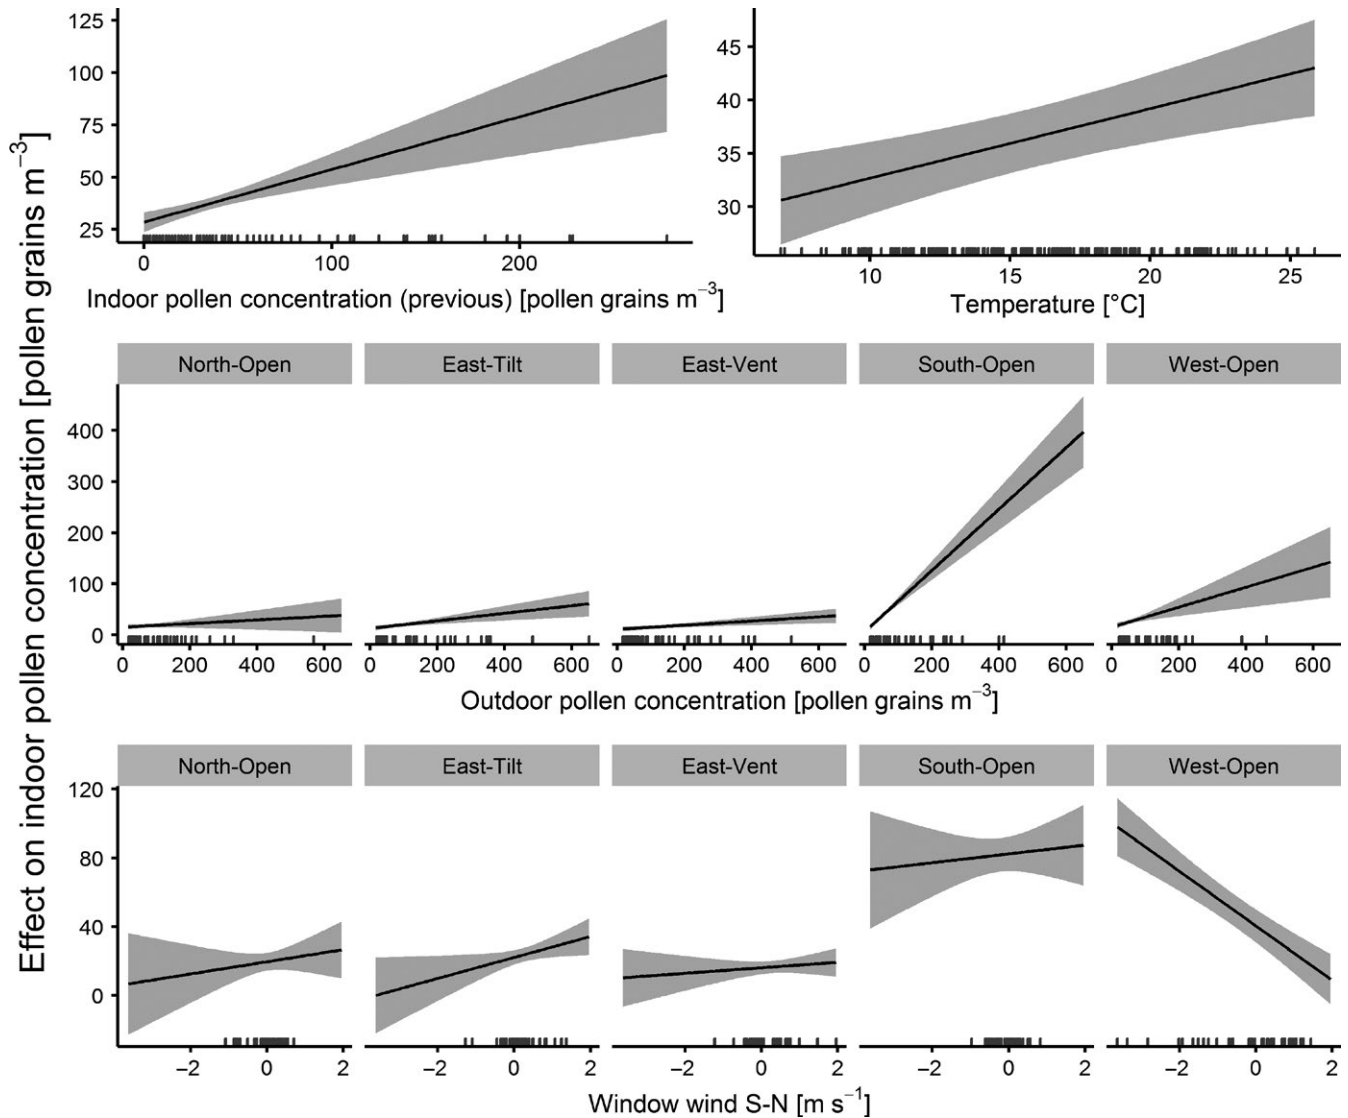 Effect on indoor pollen concentration [pollen grains m⁻³]
125
100
75
50
25
0 100 200
Indoor pollen concentration (previous) [pollen grains m⁻³]
45
40
35
30
10 15 20 25
Temperature [°C]
North-Open East-Tilt East-Vent South-Open West-Open
400
300
200
100
0
0 200 400 600 0 200 400 600 0 200 400 600 0 200 400 600 0 200 400 600
Outdoor pollen concentration [pollen grains m⁻³]
North-Open East-Tilt East-Vent South-Open West-Open
120
80
40
0
−2 0 2 −2 0 2 −2 0 2 −2 0 2 −2 0 2
Window wind S-N [m s⁻¹]